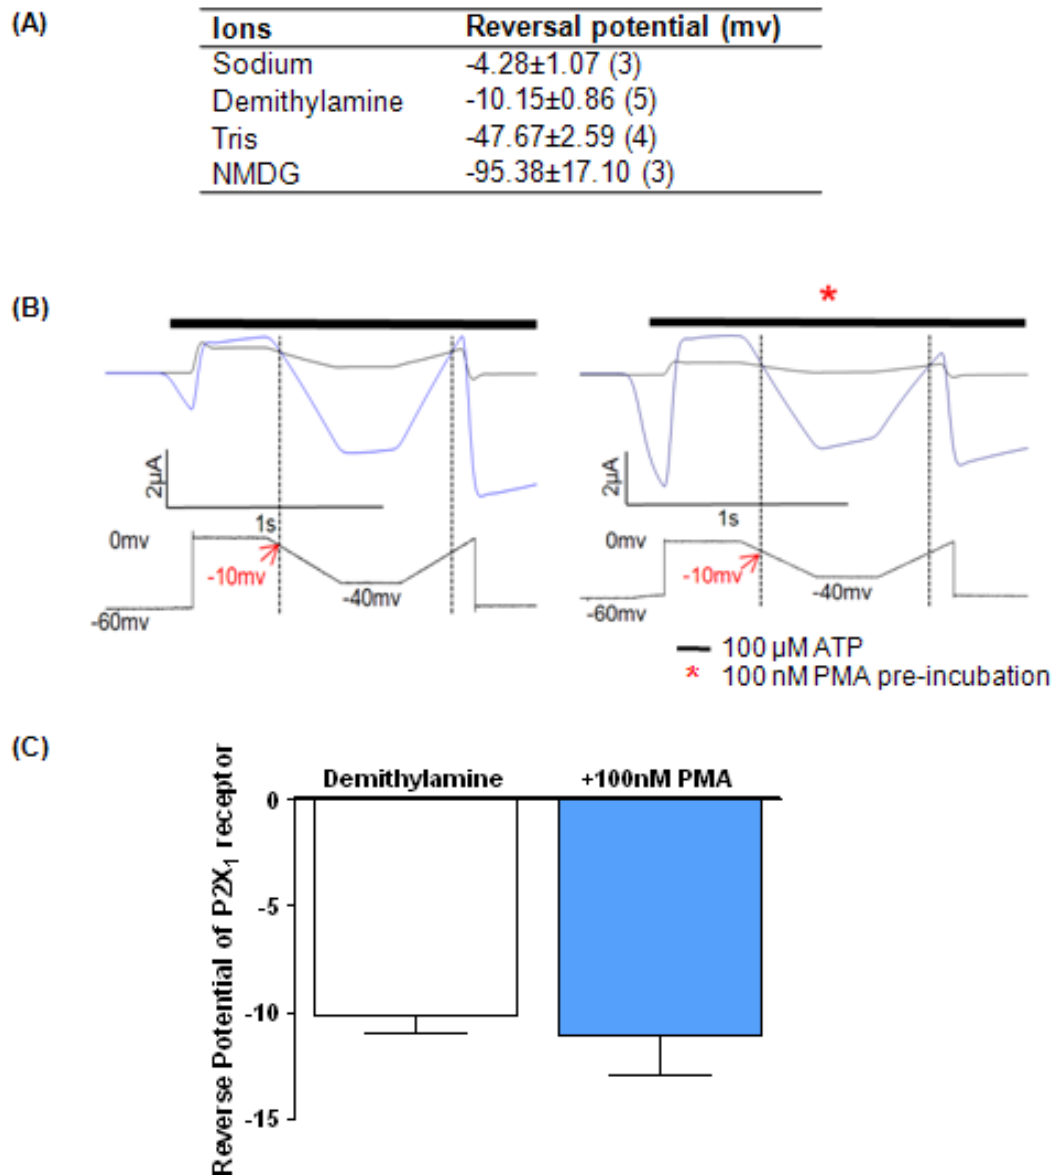 (A)
Ions Reversal potential (mv)
Sodium -4.28±1.07 (3)
Demithylamine -10.15±0.86 (5)
Tris -47.67±2.59 (4)
NMDG -95.38±17.10 (3)
(B)
*
2µA
1s
0mv
-10mv
-40mv
-60mv
2µA
1s
0mv
-10mv
-40mv
-60mv
100 µM ATP
* 100 nM PMA pre-incubation
(C)
Reverse Potential of P2X₁ receptor
Demithylamine +100nM PMA
0
-5
-10
-15